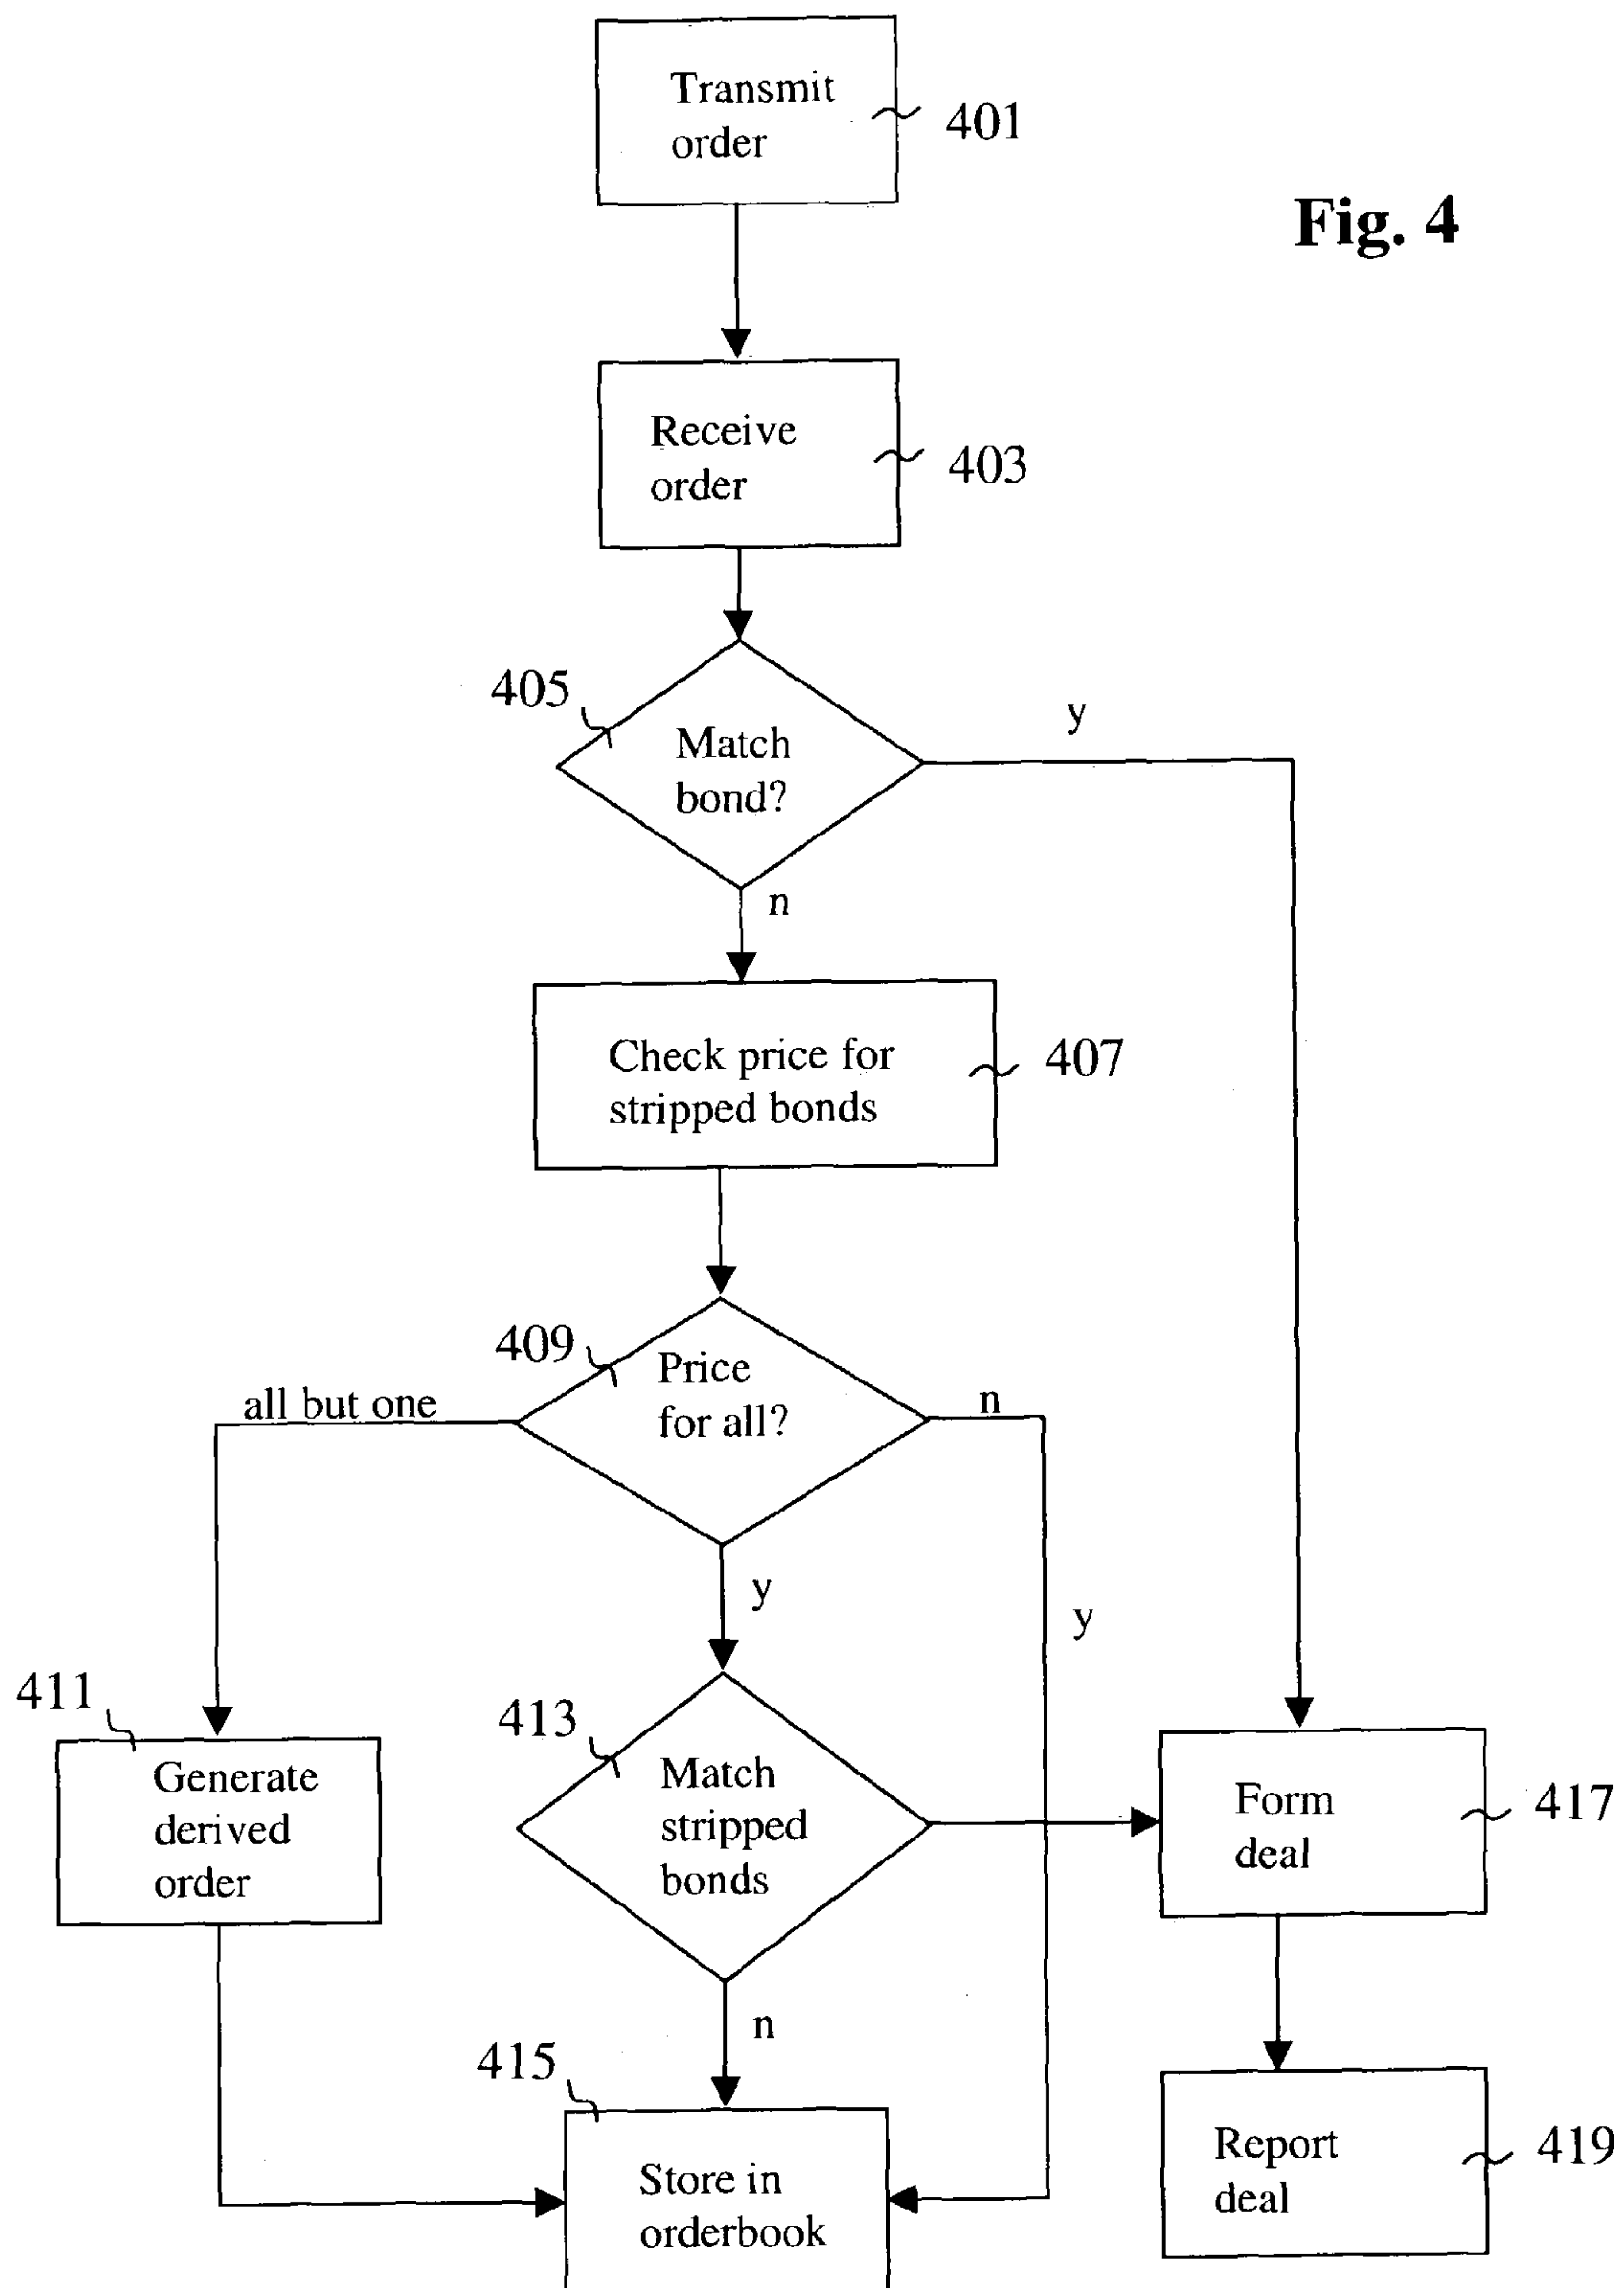 Transmit
order
401
Fig. 4
Receive
order
403
405
Match
bond?
y
n
Check price for
stripped bonds
407
409
Price
for all?
all but one
n
y
y
411
Generate
derived
order
413
Match
stripped
bonds
Form
deal
417
n
415
Store in
orderbook
Report
deal
419